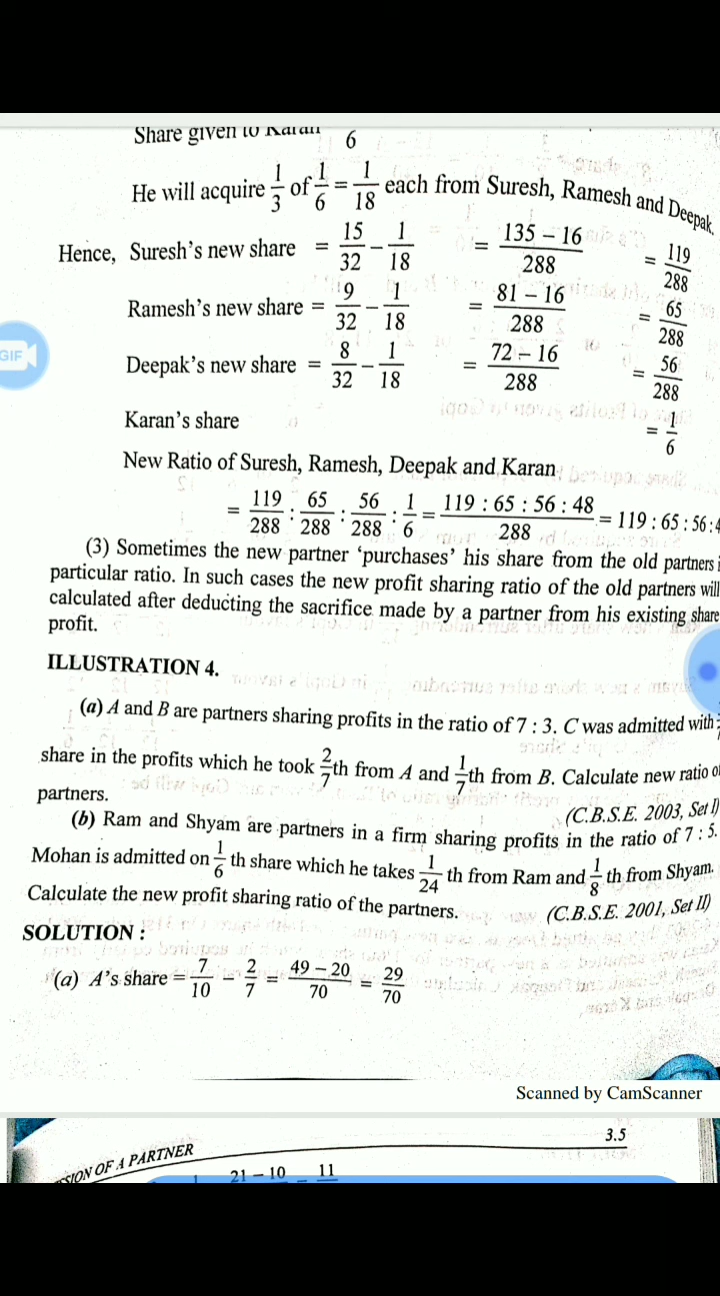 Share given to Karan 6
He will acquire 1/3 of 1/6 = 1/18 each from Suresh, Ramesh and Deepak.
Hence, Suresh's new share = 15/32 – 1/18 = 135 – 16/288 = 119/288
Ramesh's new share = 9/32 – 1/18 = 81 – 16/288 = 65/288
Deepak's new share = 8/32 – 1/18 = 72 – 16/288 = 56/288
Karan's share = 1/6
New Ratio of Suresh, Ramesh, Deepak and Karan
= 119/288 : 65/288 : 56/288 : 1/6 = 119 : 65 : 56 : 48/288 = 119 : 65 : 56 :
(3) Sometimes the new partner 'purchases' his share from the old partners
particular ratio. In such cases the new profit sharing ratio of the old partners will
calculated after deducting the sacrifice made by a partner from his existing share
profit.
ILLUSTRATION 4.
(a) A and B are partners sharing profits in the ratio of 7 : 3. C was admitted with
share in the profits which he took 2/7th from A and 1/7th from B. Calculate new ratio
partners.
(C.B.S.E. 2003, Set I)
(b) Ram and Shyam are partners in a firm sharing profits in the ratio of 7 : 5.
Mohan is admitted on 1/6 th share which he takes 1/24 th from Ram and 1/8 th from Shyam.
Calculate the new profit sharing ratio of the partners. (C.B.S.E. 2001, Set II)
SOLUTION :
(a) A's share = 7/10 – 2/7 = 49 – 20/70 = 29/70
Scanned by CamScanner
3.5
OF A PARTNER
21 – 10 – 11
GIF